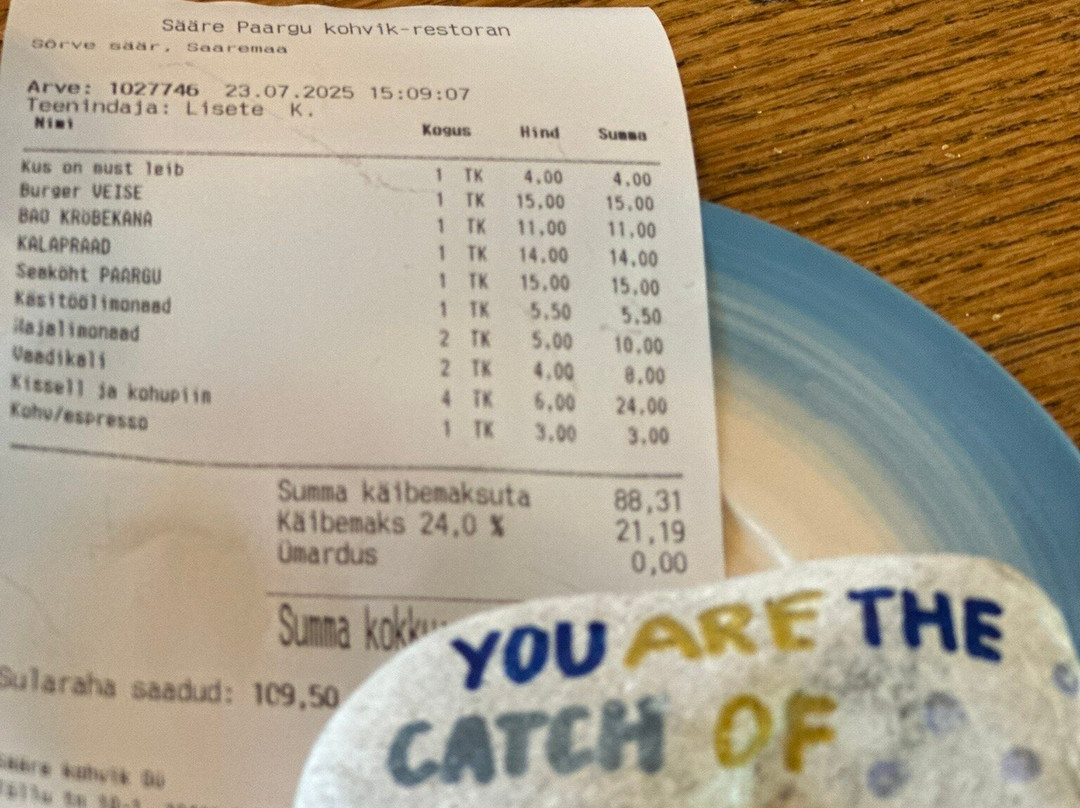 Sääre Paargu kohvik-restoran
Sõrve säär, Saaremaa
Arve: 1027746 23.07.2025 15:09:07
Teenindaja: Lisete K.
Nimi Kogus Hind Summa
Kus on must leib 1 TK 4.00 4.00
Burger VEISE 1 TK 15.00 15.00
BAO KRÕBEKANA 1 TK 11.00 11.00
KALAPRAAD 1 TK 14.00 14.00
Seaköht PAARGU 1 TK 15.00 15.00
Käsitöölimonaad 1 TK 5.50 5.50
Majalimonaad 2 TK 5.00 10.00
Vaadikali 2 TK 4.00 8.00
Kissell ja kohupiim 4 TK 6.00 24.00
Kohv/espresso 1 TK 3.00 3.00
Summa käibemaksuta 88,31
Käibemaks 24,0 % 21,19
Ümardus 0,00
Summa kokku
Sularaha saadud: 109,50
Sääre kohvik OÜ
YOU ARE THE
CATCH OF